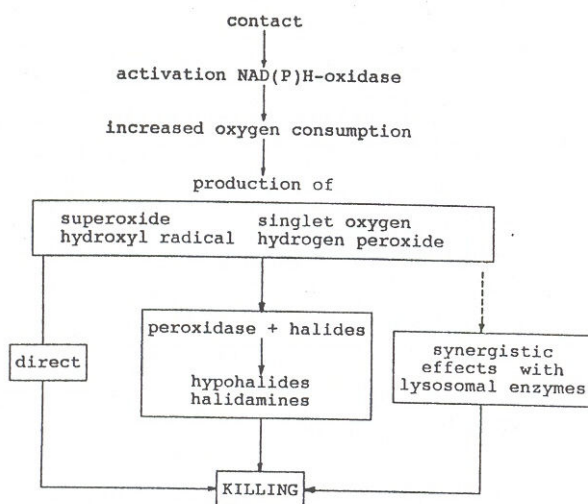 contact
activation NAD(P)H-oxidase
increased oxygen consumption
production of
superoxide singlet oxygen
hydroxyl radical hydrogen peroxide
direct
peroxidase + halides
hypohalides
halidamines
synergistic
effects with
lysosomal enzymes
KILLING